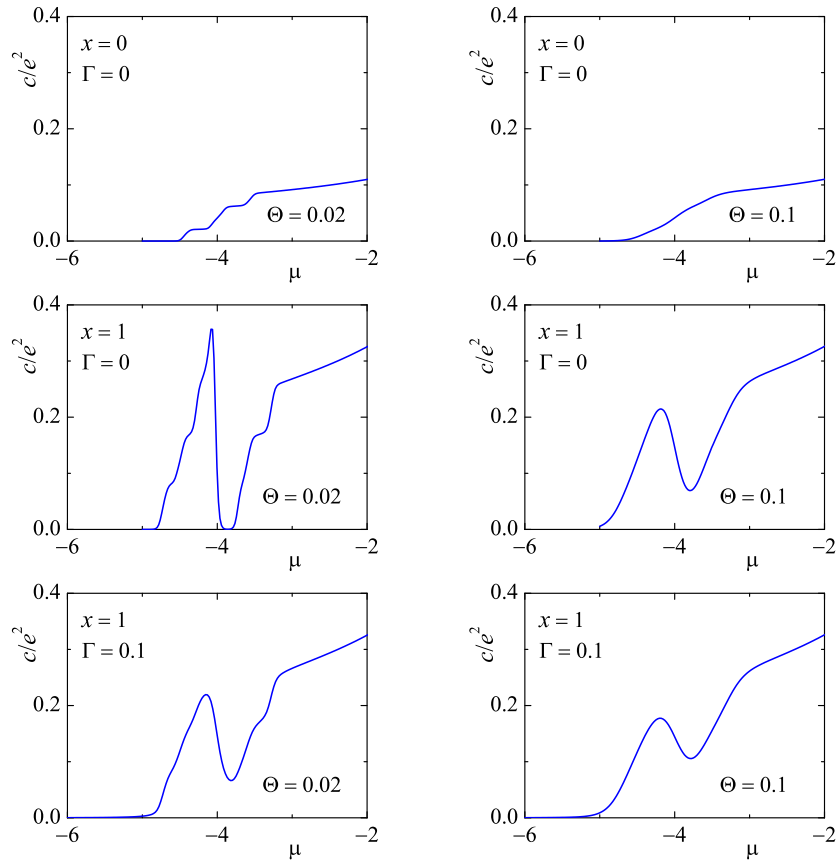 0.4
c/e²
x = 0
Γ = 0
0.2
Θ = 0.02
0.0
−6
−4
μ
−2
0.4
c/e²
x = 0
Γ = 0
0.2
Θ = 0.1
0.0
−6
−4
μ
−2
0.4
c/e²
x = 1
Γ = 0
0.2
Θ = 0.02
0.0
−6
−4
μ
−2
0.4
c/e²
x = 1
Γ = 0
0.2
Θ = 0.1
0.0
−6
−4
μ
−2
0.4
c/e²
x = 1
Γ = 0.1
0.2
Θ = 0.02
0.0
−6
−4
μ
−2
0.4
c/e²
x = 1
Γ = 0.1
0.2
Θ = 0.1
0.0
−6
−4
μ
−2